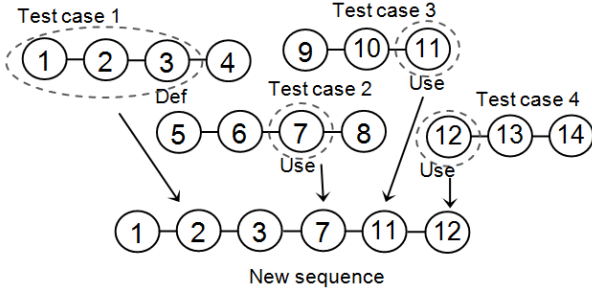 Test case 1
1 2 3 4
Def
Test case 3
9 10 11
Use
Test case 2
5 6 7 8
Use
Test case 4
12 13 14
Use
1 2 3 7 11 12
New sequence